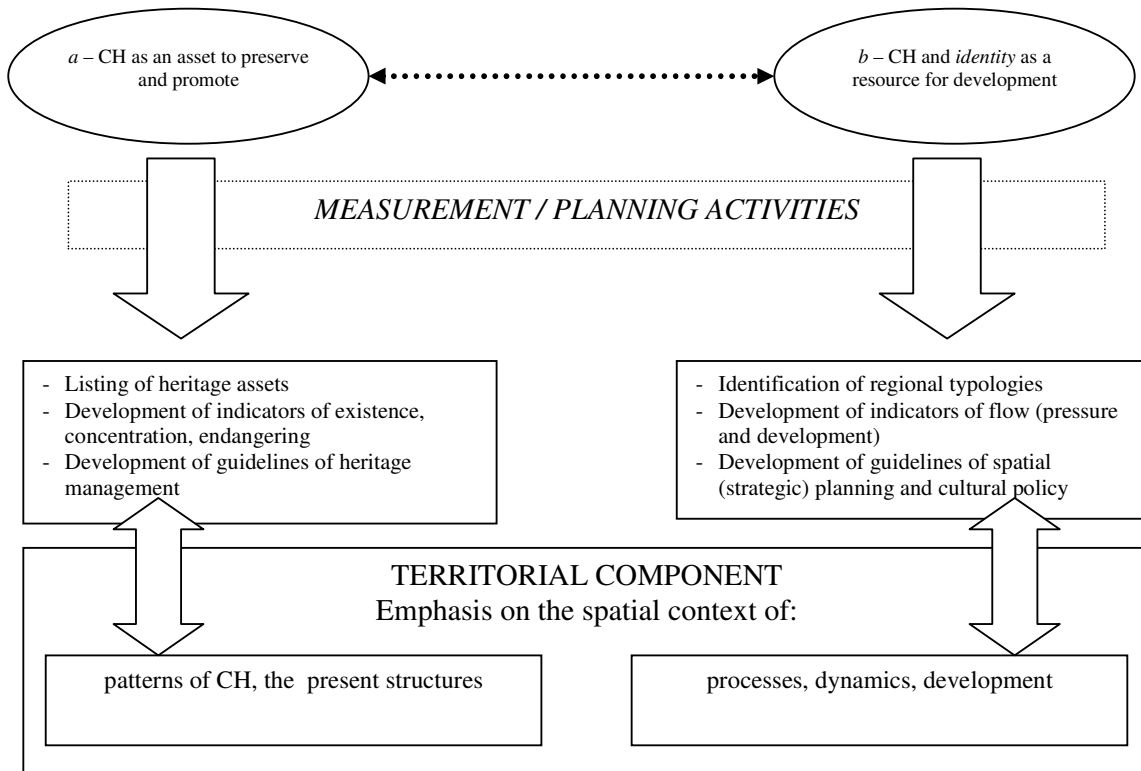 a – CH as an asset to preserve
and promote
b – CH and identity as a
resource for development
MEASUREMENT / PLANNING ACTIVITIES
- Listing of heritage assets
- Development of indicators of existence,
concentration, endangering
- Development of guidelines of heritage
management
- Identification of regional typologies
- Development of indicators of flow (pressure
and development)
- Development of guidelines of spatial
(strategic) planning and cultural policy
TERRITORIAL COMPONENT
Emphasis on the spatial context of:
patterns of CH, the present structures
processes, dynamics, development